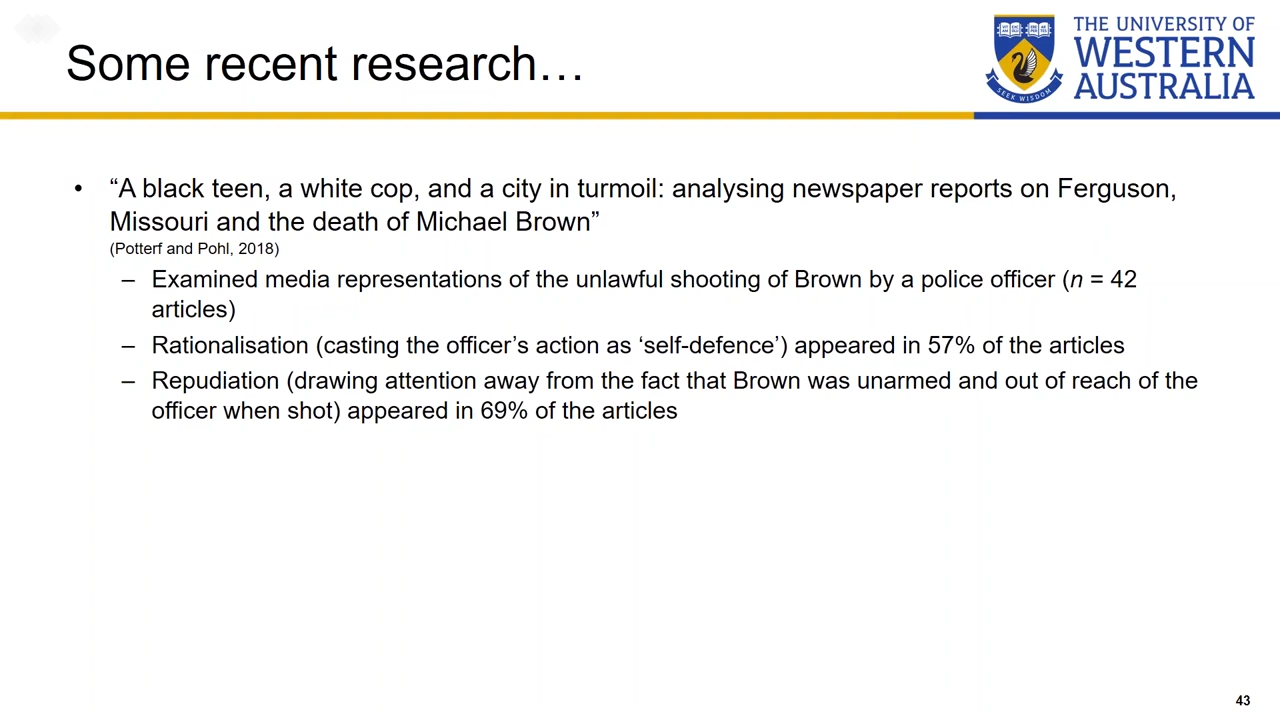 Some recent research…
THE UNIVERSITY OF
WESTERN
AUSTRALIA
SEEK WISDOM
• “A black teen, a white cop, and a city in turmoil: analysing newspaper reports on Ferguson,
Missouri and the death of Michael Brown”
(Potterf and Pohl, 2018)
– Examined media representations of the unlawful shooting of Brown by a police officer (n = 42
articles)
– Rationalisation (casting the officer’s action as ‘self-defence’) appeared in 57% of the articles
– Repudiation (drawing attention away from the fact that Brown was unarmed and out of reach of the
officer when shot) appeared in 69% of the articles
43